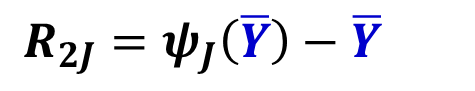 R₂J = ψJ(Y̅) − Y̅